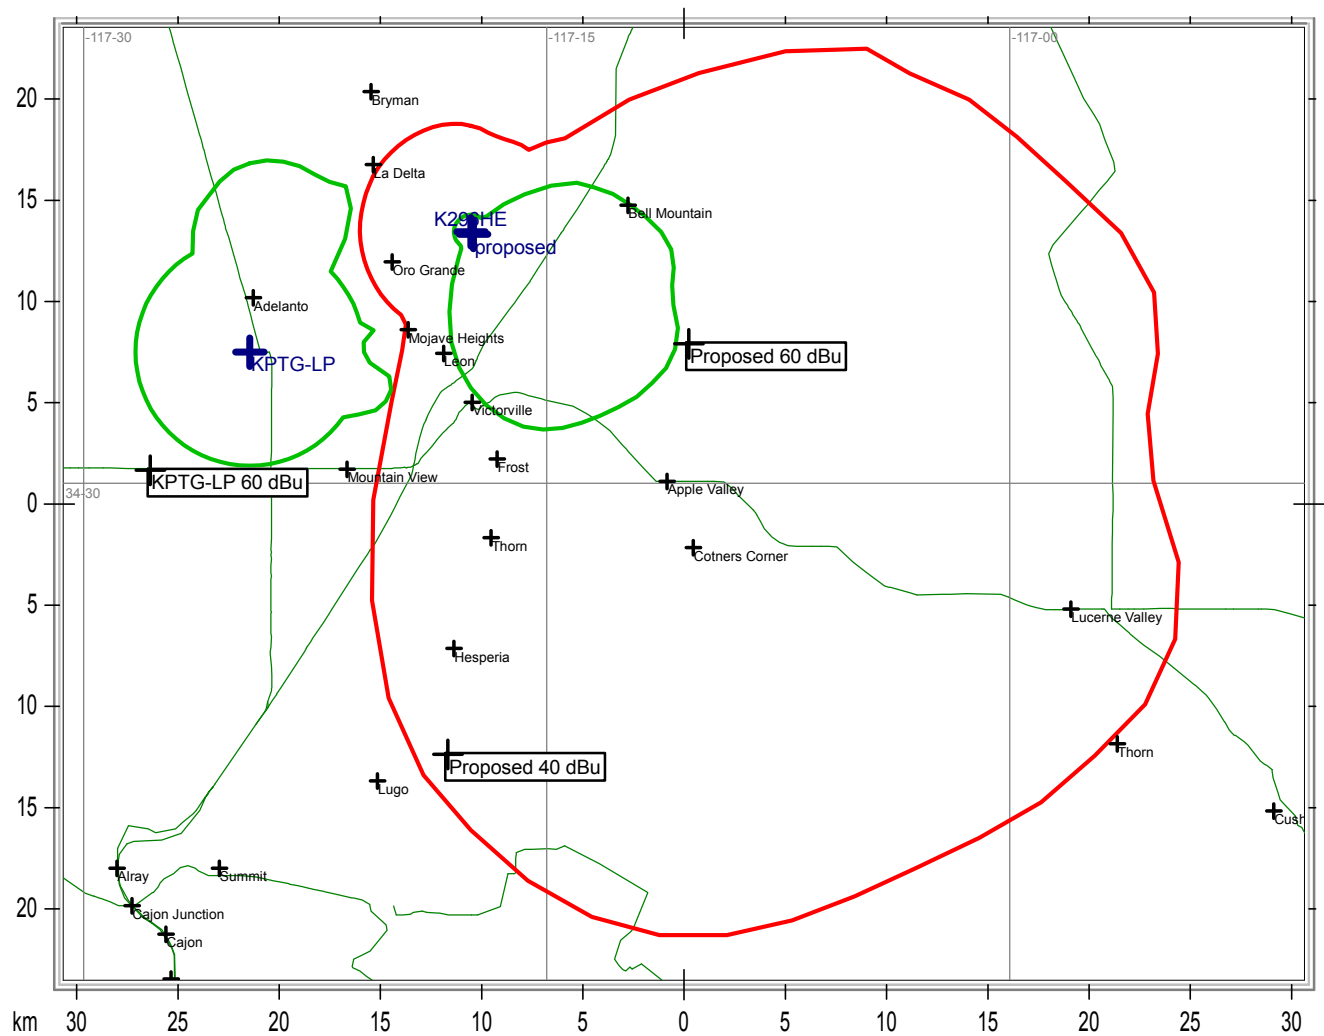 -117-30
-117-15
-117-00
20
Bryman
La Delta
15
K299HE
Bell Mountain
proposed
Oro Grande
10
Adelanto
Mojave Heights
KPTG-LP
Leon
Proposed 60 dBu
5
Victorville
Frost
Mountain View
KPTG-LP 60 dBu
Apple Valley
34-30
0
Thorn
Cotners Corner
5
Lucerne Valley
Hesperia
10
Thorn
Proposed 40 dBu
Lugo
15
Cush
Alray
Summit
20
Cajon Junction
Cajon
km
30
25
20
15
10
5
0
5
10
15
20
25
30